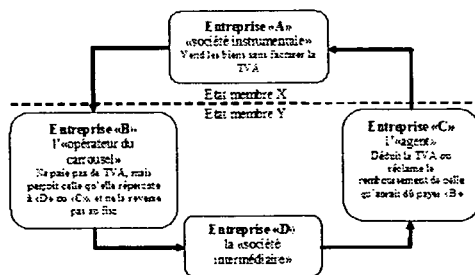 Entreprise «A»
«société instrumentale»
Vend les biens sans facturer la
TVA
Etat membre X
Etat membre Y
Entreprise «B»
l'«opérateur du
carrousel»
Ne paie pas de TVA, mais
perçoit celle qu'elle répercute
à «D» ou «C», et ne la reverse
pas au fisc
Entreprise «C»
l'«agent»
Déduit la TVA ou
réclame le
remboursement de celle
qu'aurait dû payer «B»
Entreprise «D»
la «société
intermédiaire»